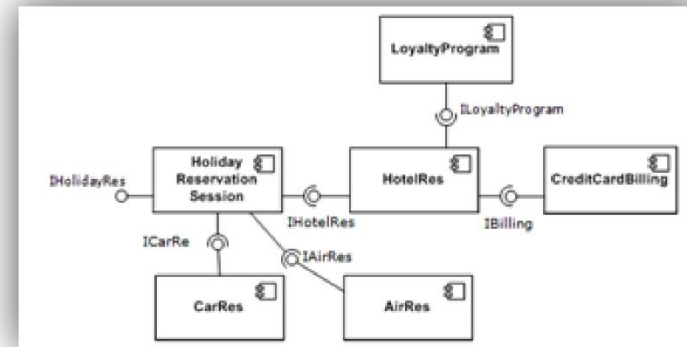 LoyaltyProgram
ILoyaltyProgram
Holiday
Reservation
Session
HotelRes
CreditCardBilling
IHolidayRes
IHotelRes
IBilling
ICarRe
IAirRes
CarRes
AirRes